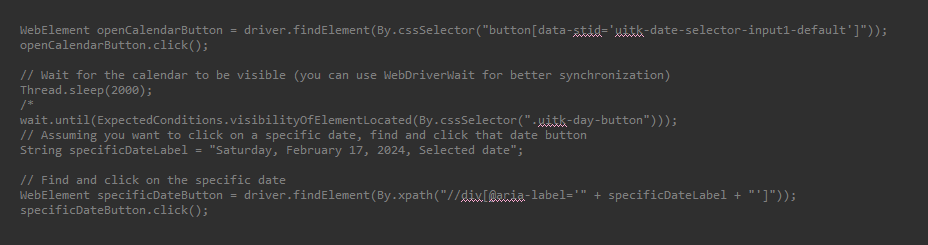 WebElement openCalendarButton = driver.findElement(By.cssSelector("button[data-stid='uitk-date-selector-input1-default']"));
openCalendarButton.click();
// Wait for the calendar to be visible (you can use WebDriverWait for better synchronization)
Thread.sleep(2000);
/*
wait.until(ExpectedConditions.visibilityOfElementLocated(By.cssSelector(".uitk-day-button")));
// Assuming you want to click on a specific date, find and click that date button
String specificDateLabel = "Saturday, February 17, 2024, Selected date";
// Find and click on the specific date
WebElement specificDateButton = driver.findElement(By.xpath("//div[@aria-label='" + specificDateLabel + "']"));
specificDateButton.click();